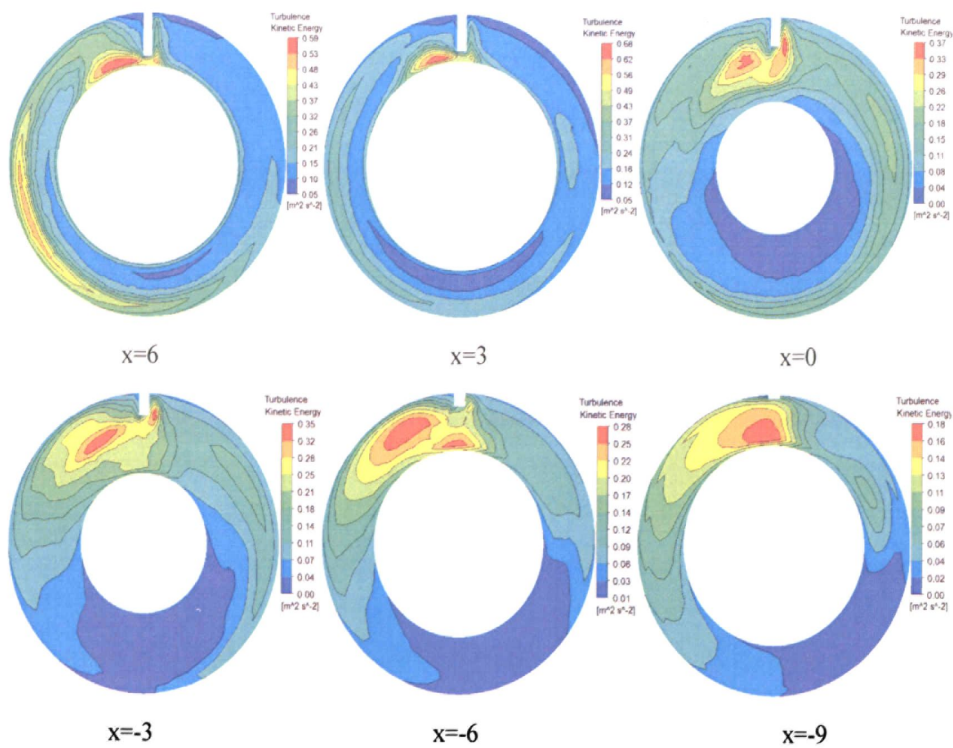 Turbulence
Kinetic Energy
0.59
0.53
0.48
0.42
0.37
0.32
0.26
0.21
0.15
0.10
0.05
[m^2 s^-2]
x=6
Turbulence
Kinetic Energy
0.68
0.62
0.56
0.49
0.43
0.37
0.31
0.24
0.18
0.12
0.05
[m^2 s^-2]
x=3
Turbulence
Kinetic Energy
0.37
0.33
0.29
0.26
0.22
0.18
0.15
0.11
0.08
0.04
0.00
[m^2 s^-2]
x=0
Turbulence
Kinetic Energy
0.35
0.32
0.28
0.25
0.21
0.18
0.14
0.11
0.07
0.04
0.00
[m^2 s^-2]
x=-3
Turbulence
Kinetic Energy
0.28
0.25
0.22
0.20
0.17
0.14
0.12
0.09
0.06
0.03
0.01
[m^2 s^-2]
x=-6
Turbulence
Kinetic Energy
0.18
0.16
0.14
0.13
0.11
0.09
0.07
0.05
0.04
0.02
0.00
[m^2 s^-2]
x=-9